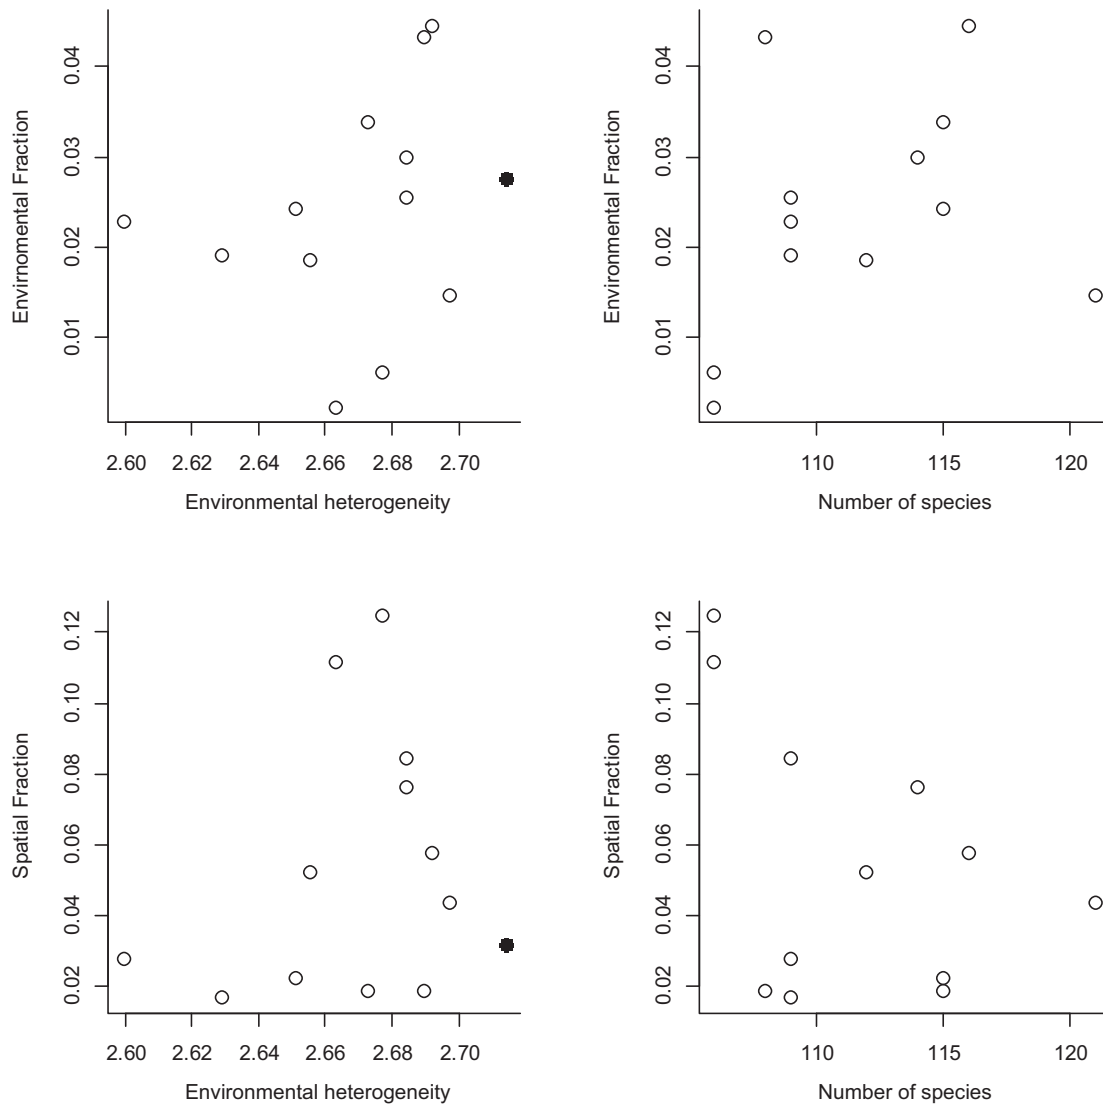 Envirnomental Fraction
0.04
0.03
0.02
0.01
2.60 2.62 2.64 2.66 2.68 2.70
Environmental heterogeneity
Environmental Fraction
0.04
0.03
0.02
0.01
110 115 120
Number of species
Spatial Fraction
0.12
0.10
0.08
0.06
0.04
0.02
2.60 2.62 2.64 2.66 2.68 2.70
Environmental heterogeneity
Spatial Fraction
0.12
0.10
0.08
0.06
0.04
0.02
110 115 120
Number of species